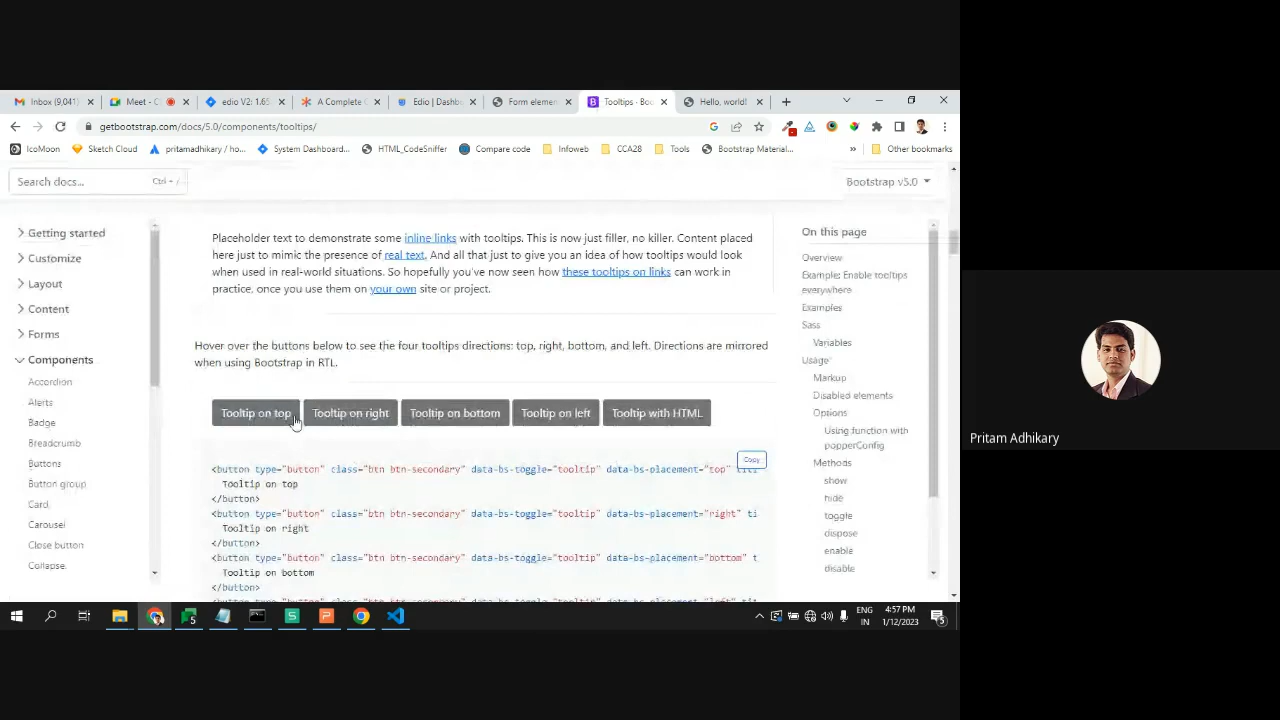 Inbox (9,041)
Meet - C
edio V2: 1.65
A Complete C
Edio | Dashb
Form elemen
Tooltips - Boo
Hello, world!
getbootstrap.com/docs/5.0/components/tooltips/
IcoMoon
Sketch Cloud
pritamadhikary / ho...
System Dashboard...
HTML_CodeSniffer
Compare code
Infoweb
CCA28
Tools
Bootstrap Material...
»
Other bookmarks
Search docs...
Ctrl + /
Bootstrap v5.0
Getting started
Customize
Layout
Content
Forms
Components
Accordion
Alerts
Badge
Breadcrumb
Buttons
Button group
Card
Carousel
Close button
Collapse
Placeholder text to demonstrate some inline links with tooltips. This is now just filler, no killer. Content placed
here just to mimic the presence of real text. And all that just to give you an idea of how tooltips would look
when used in real-world situations. So hopefully you've now seen how these tooltips on links can work in
practice, once you use them on your own site or project.
Hover over the buttons below to see the four tooltips directions: top, right, bottom, and left. Directions are mirrored
when using Bootstrap in RTL.
Tooltip on top
Tooltip on right
Tooltip on bottom
Tooltip on left
Tooltip with HTML
Copy
<button type="button" class="btn btn-secondary" data-bs-toggle="tooltip" data-bs-placement="top" titl
Tooltip on top
</button>
<button type="button" class="btn btn-secondary" data-bs-toggle="tooltip" data-bs-placement="right" ti
Tooltip on right
</button>
<button type="button" class="btn btn-secondary" data-bs-toggle="tooltip" data-bs-placement="bottom" t
Tooltip on bottom
</button>
On this page
Overview
Example: Enable tooltips
everywhere
Examples
Sass
Variables
Usage
Markup
Disabled elements
Options
Using function with
popperConfig
Methods
show
hide
toggle
dispose
enable
disable
ENG
IN
4:57 PM
1/12/2023
5
Pritam Adhikary